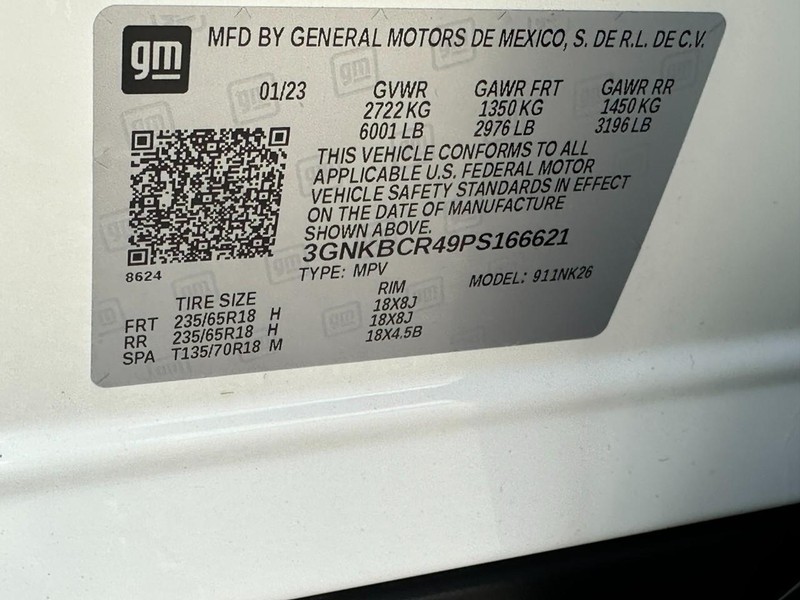 gm MFD BY GENERAL MOTORS DE MEXICO, S. DE R.L. DE C.V.
01/23 GVWR GAWR FRT GAWR RR
2722 KG 1350 KG 1450 KG
6001 LB 2976 LB 3196 LB
THIS VEHICLE CONFORMS TO ALL
APPLICABLE U.S. FEDERAL MOTOR
VEHICLE SAFETY STANDARDS IN EFFECT
ON THE DATE OF MANUFACTURE
SHOWN ABOVE.
3GNKBCR49PS166621
8624
TYPE: MPV MODEL: 911NK26
TIRE SIZE RIM
FRT 235/65R18 H 18X8J
RR 235/65R18 H 18X8J
SPA T135/70R18 M 18X4.5B